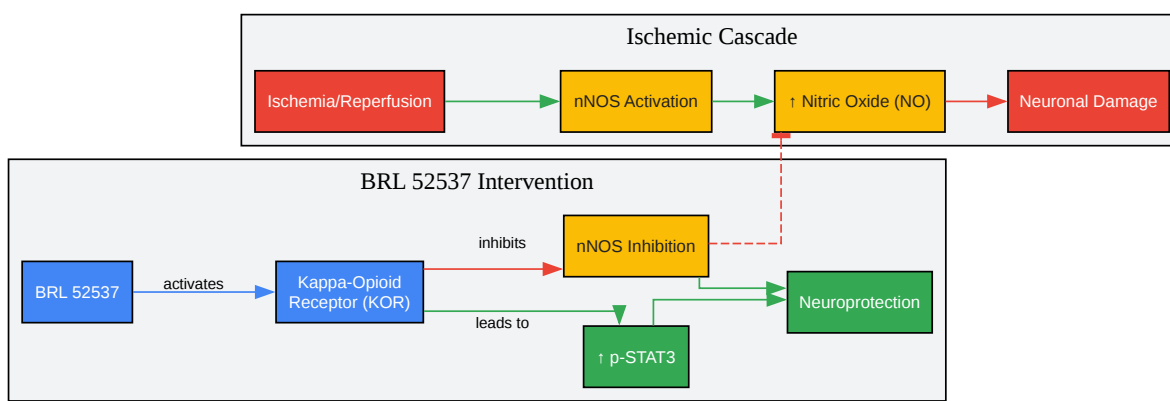 Ischemic Cascade
Ischemia/Reperfusion
nNOS Activation
↑ Nitric Oxide (NO)
Neuronal Damage
BRL 52537 Intervention
BRL 52537
activates
Kappa-Opioid
Receptor (KOR)
inhibits
nNOS Inhibition
leads to
↑ p-STAT3
Neuroprotection